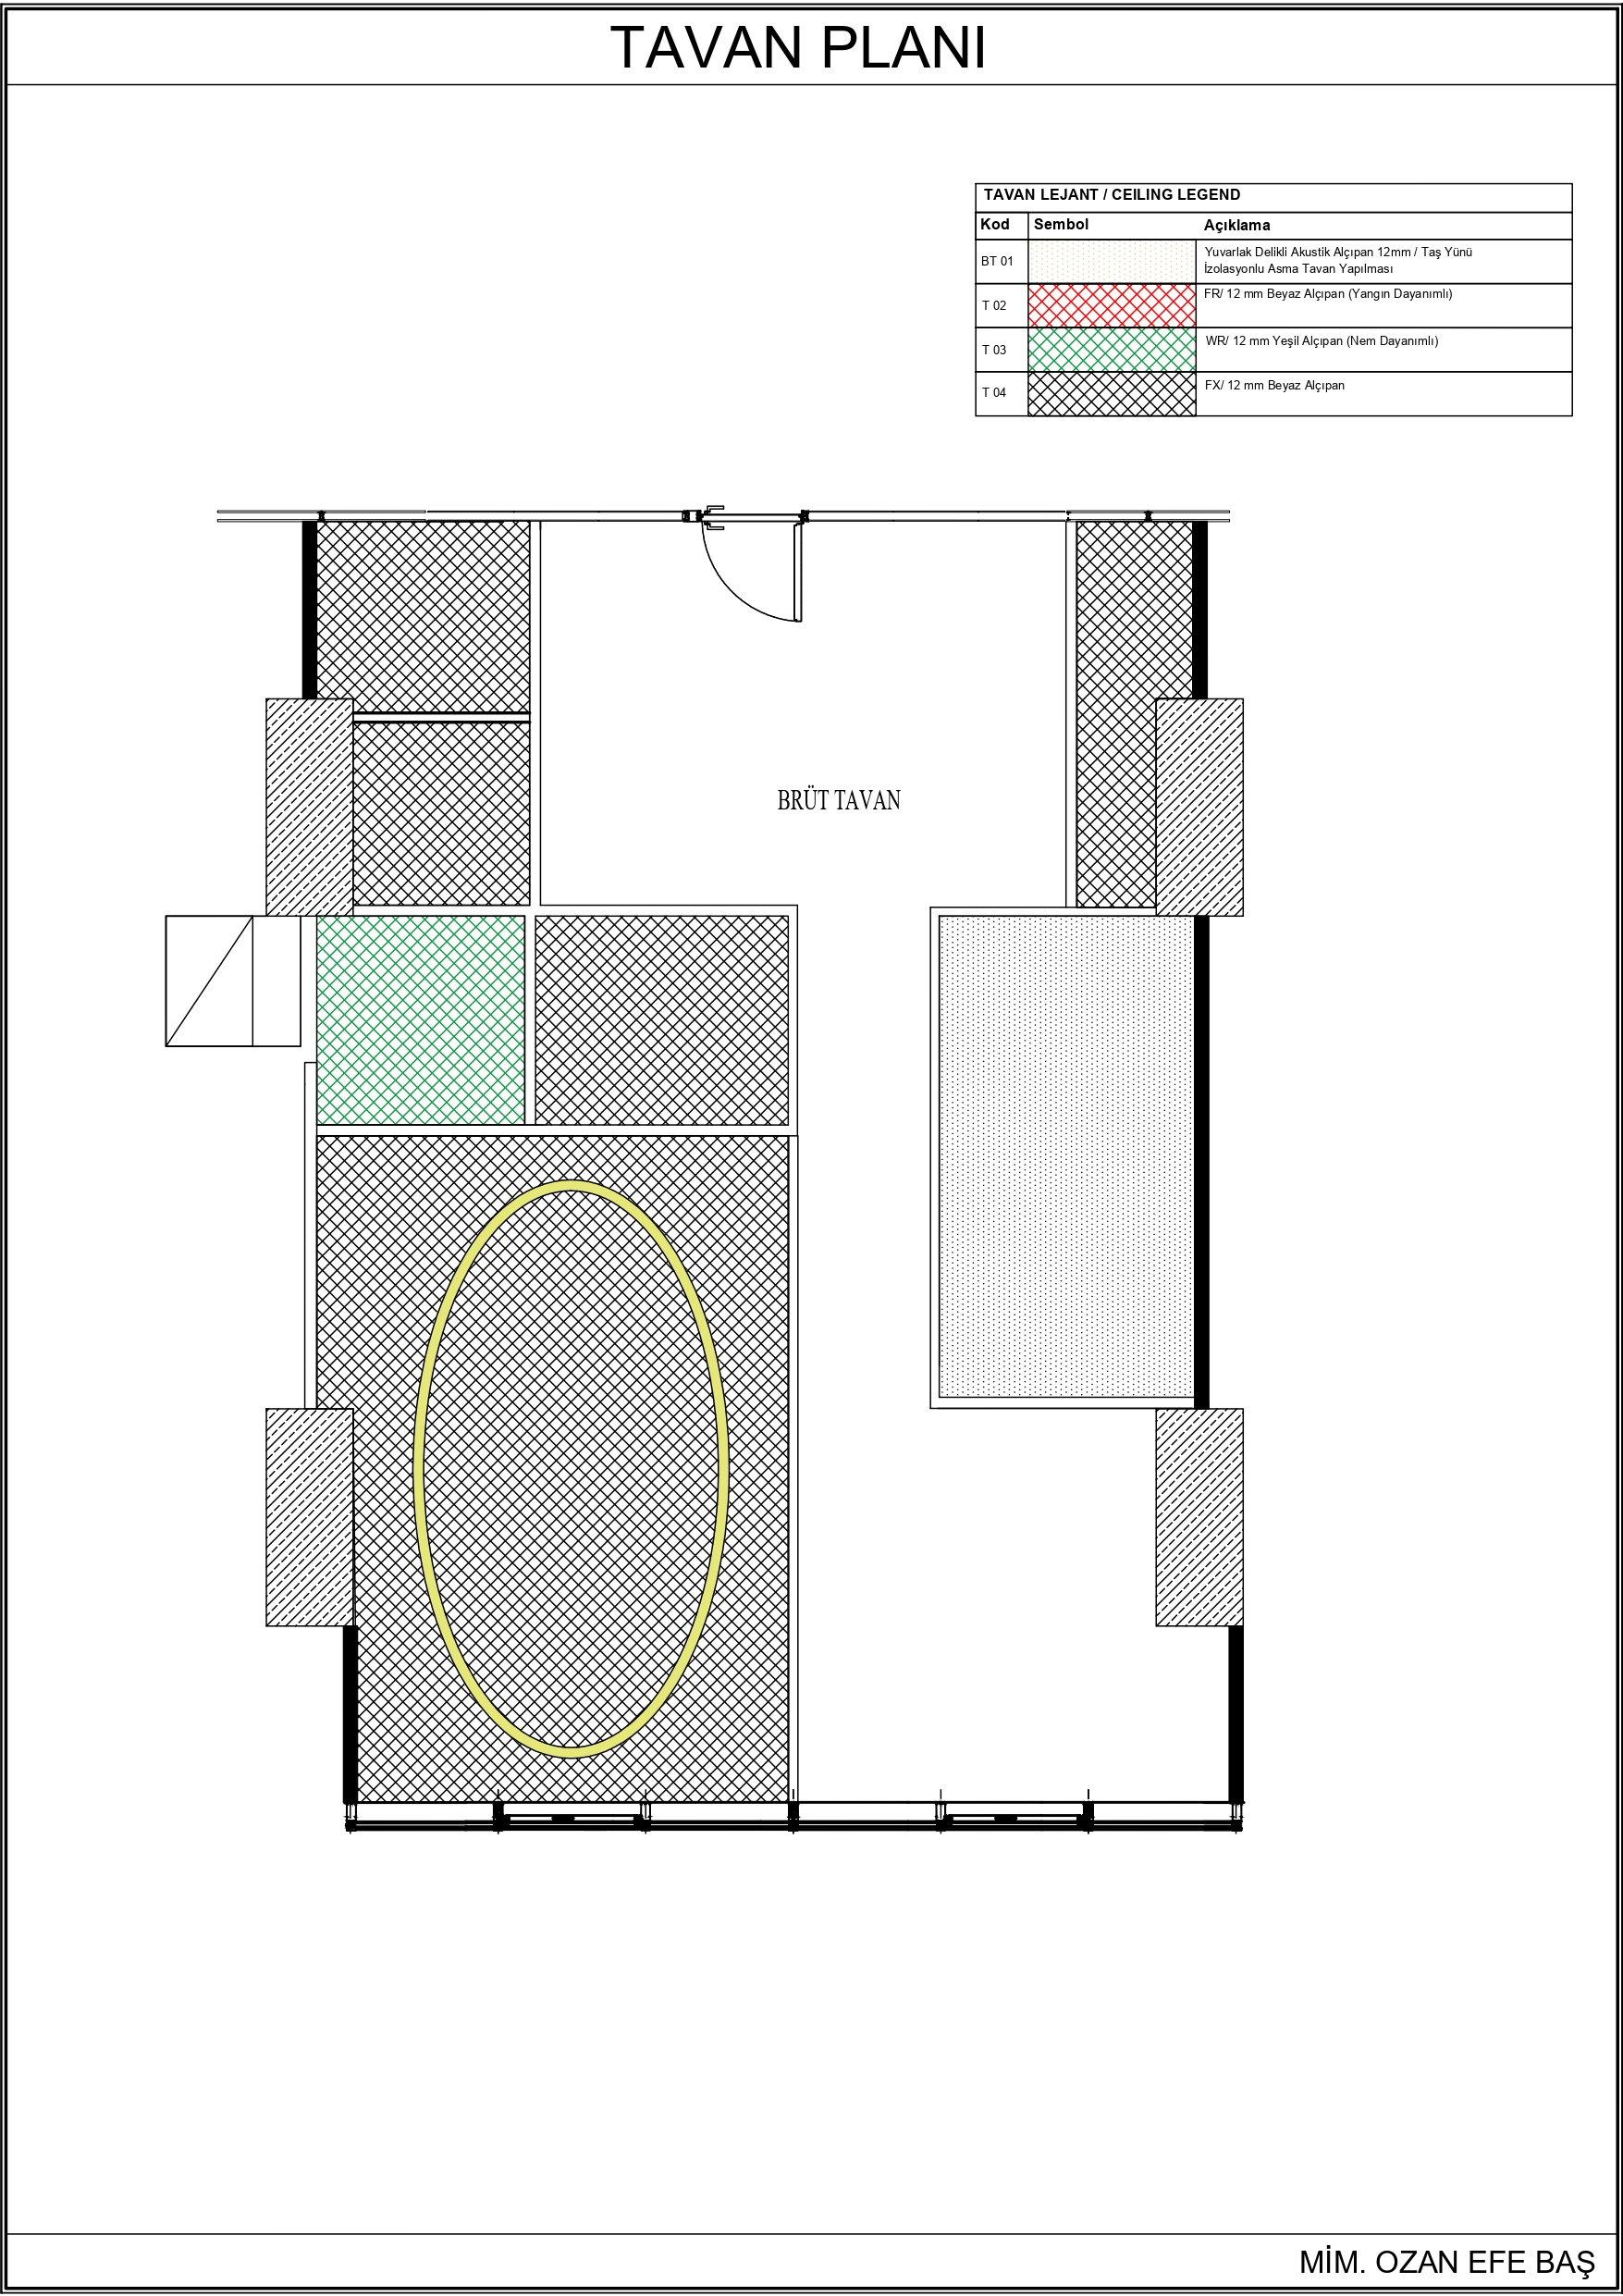 TAVAN PLANI
TAVAN LEJANT / CEILING LEGEND
Kod Sembol Açıklama
BT 01 Yuvarlak Delikli Akustik Alçıpan 12mm / Taş Yünü
İzolasyonlu Asma Tavan Yapılması
T 02 FR/ 12 mm Beyaz Alçıpan (Yangın Dayanımlı)
T 03 WR/ 12 mm Yeşil Alçıpan (Nem Dayanımlı)
T 04 FX/ 12 mm Beyaz Alçıpan
BRÜT TAVAN
MİM. OZAN EFE BAŞ